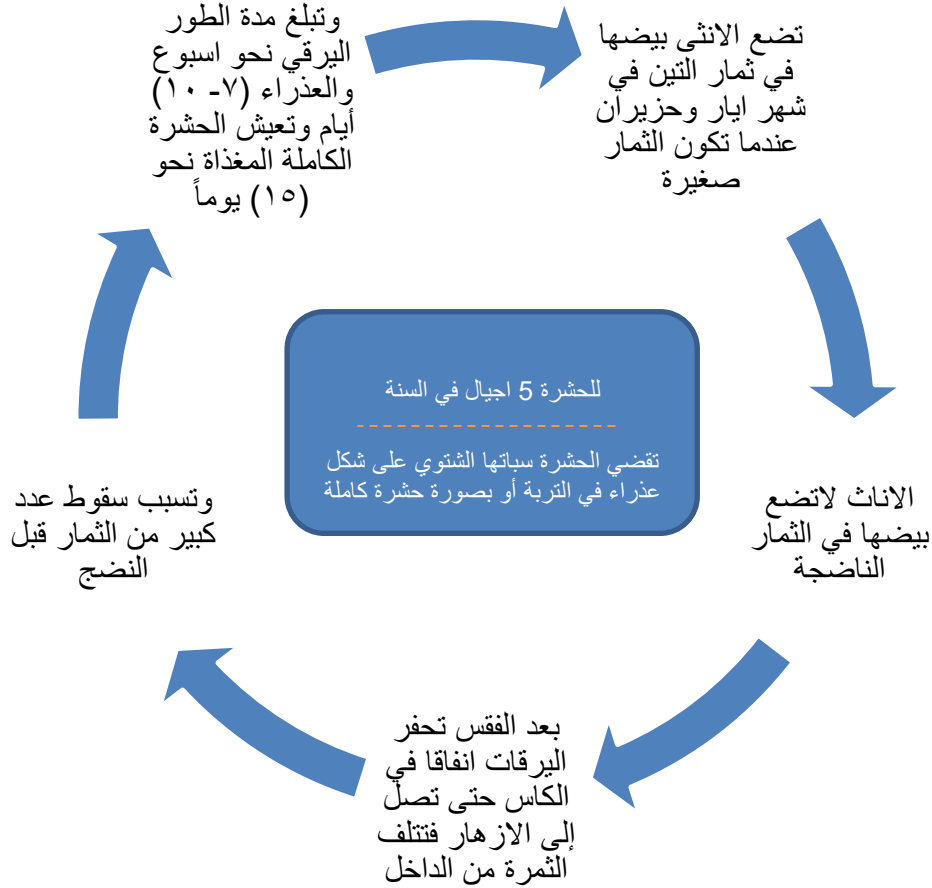 تضع الانثى بيضها
في ثمار التين في
شهر ايار وحزيران
عندما تكون الثمار
صغيرة
الاناث لاتضع
بيضها في الثمار
الناضجة
بعد الفقس تحفر
اليرقات انفاقا في
الكاس حتى تصل
إلى الازهار فتتلف
الثمرة من الداخل
وتسبب سقوط عدد
كبير من الثمار قبل
النضج
وتبلغ مدة الطور
اليرقي نحو اسبوع
والعذراء (٧- ١٠)
أيام وتعيش الحشرة
الكاملة المغذاة نحو
(١٥) يوماً
للحشرة 5 اجيال في السنة
تقضي الحشرة سباتها الشتوي على شكل
عذراء في التربة أو بصورة حشرة كاملة